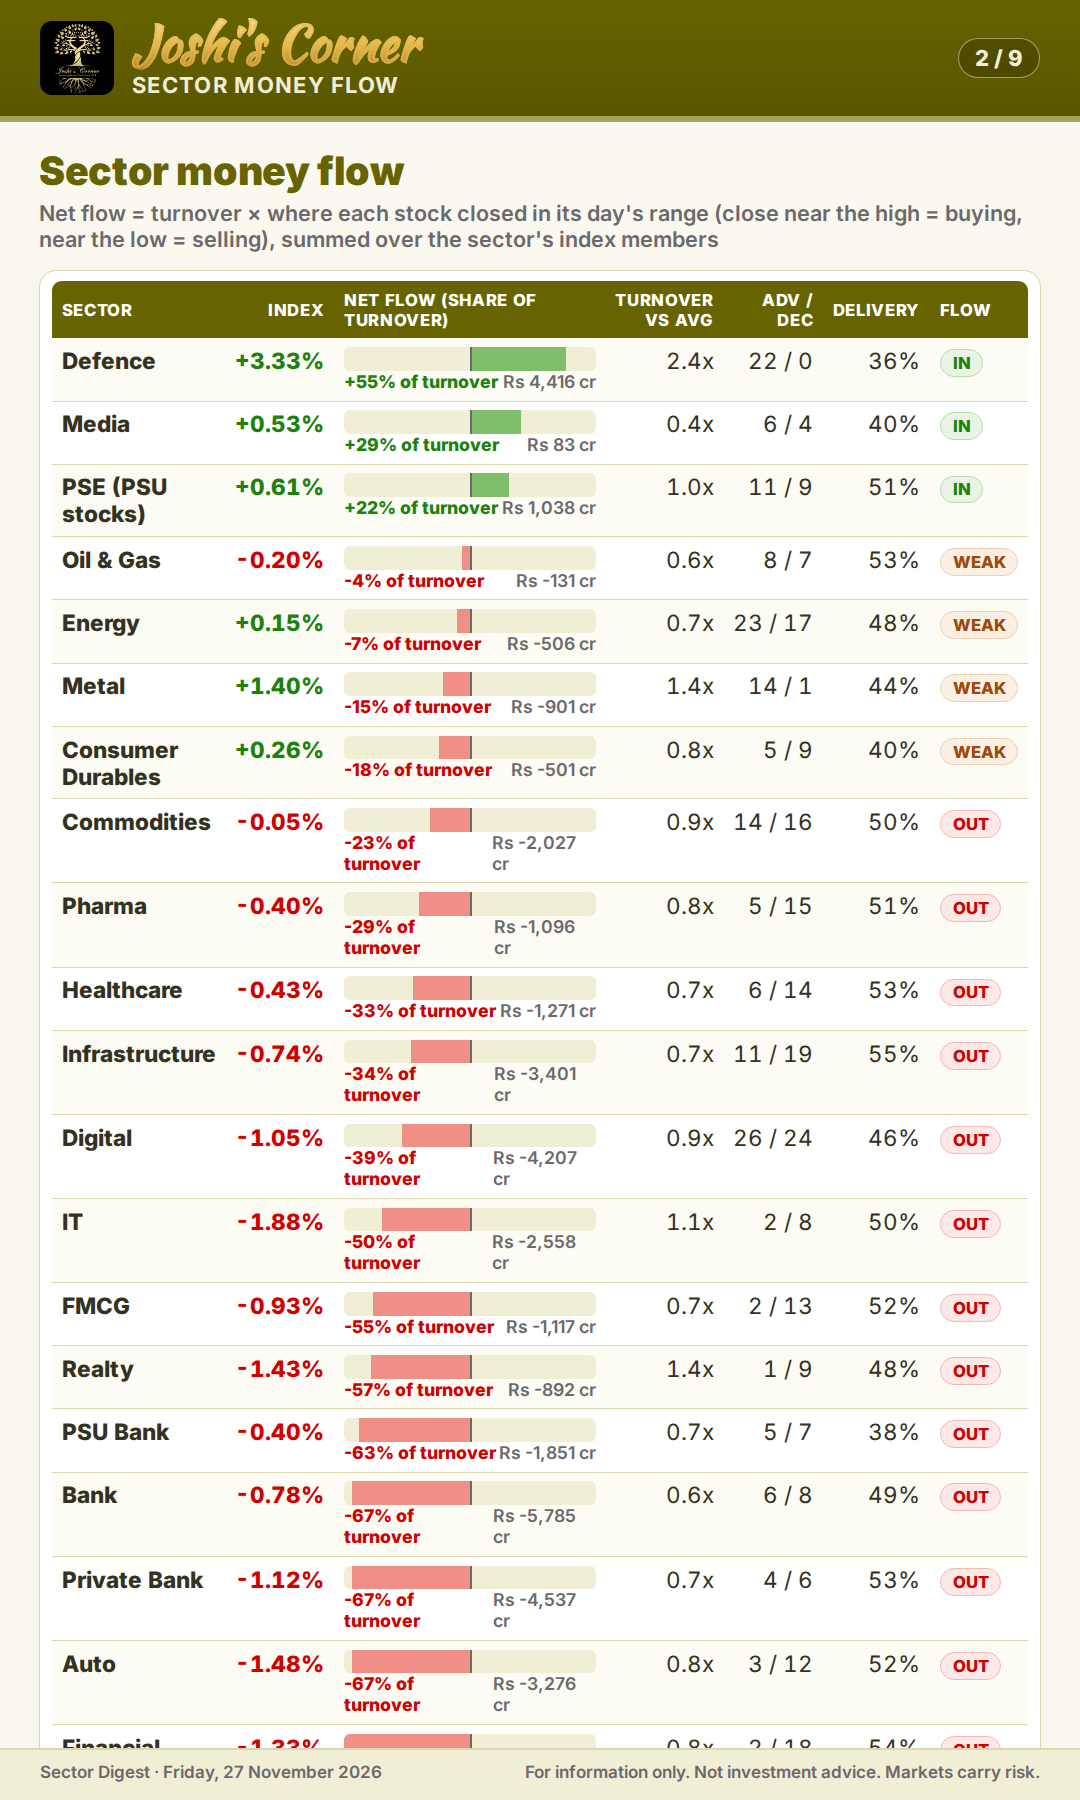 Joshi's Corner
Joshi's Corner
SECTOR MONEY FLOW
2 / 9
Sector money flow
Net flow = turnover × where each stock closed in its day's range (close near the high = buying,
near the low = selling), summed over the sector's index members
SECTOR INDEX NET FLOW (SHARE OF TURNOVER) TURNOVER VS AVG ADV / DEC DELIVERY FLOW
Defence +3.33% 2.4x 22 / 0 36% IN
+55% of turnover Rs 4,416 cr
Media +0.53% 0.4x 6 / 4 40% IN
+29% of turnover Rs 83 cr
PSE (PSU stocks) +0.61% 1.0x 11 / 9 51% IN
+22% of turnover Rs 1,038 cr
Oil & Gas -0.20% 0.6x 8 / 7 53% WEAK
-4% of turnover Rs -131 cr
Energy +0.15% 0.7x 23 / 17 48% WEAK
-7% of turnover Rs -506 cr
Metal +1.40% 1.4x 14 / 1 44% WEAK
-15% of turnover Rs -901 cr
Consumer Durables +0.26% 0.8x 5 / 9 40% WEAK
-18% of turnover Rs -501 cr
Commodities -0.05% 0.9x 14 / 16 50% OUT
-23% of turnover Rs -2,027 cr
Pharma -0.40% 0.8x 5 / 15 51% OUT
-29% of turnover Rs -1,096 cr
Healthcare -0.43% 0.7x 6 / 14 53% OUT
-33% of turnover Rs -1,271 cr
Infrastructure -0.74% 0.7x 11 / 19 55% OUT
-34% of turnover Rs -3,401 cr
Digital -1.05% 0.9x 26 / 24 46% OUT
-39% of turnover Rs -4,207 cr
IT -1.88% 1.1x 2 / 8 50% OUT
-50% of turnover Rs -2,558 cr
FMCG -0.93% 0.7x 2 / 13 52% OUT
-55% of turnover Rs -1,117 cr
Realty -1.43% 1.4x 1 / 9 48% OUT
-57% of turnover Rs -892 cr
PSU Bank -0.40% 0.7x 5 / 7 38% OUT
-63% of turnover Rs -1,851 cr
Bank -0.78% 0.6x 6 / 8 49% OUT
-67% of turnover Rs -5,785 cr
Private Bank -1.12% 0.7x 4 / 6 53% OUT
-67% of turnover Rs -4,537 cr
Auto -1.48% 0.8x 3 / 12 52% OUT
-67% of turnover Rs -3,276 cr
Financial -1.33% 0.8x 2 / 18 54% OUT
Sector Digest · Friday, 27 November 2026
For information only. Not investment advice. Markets carry risk.